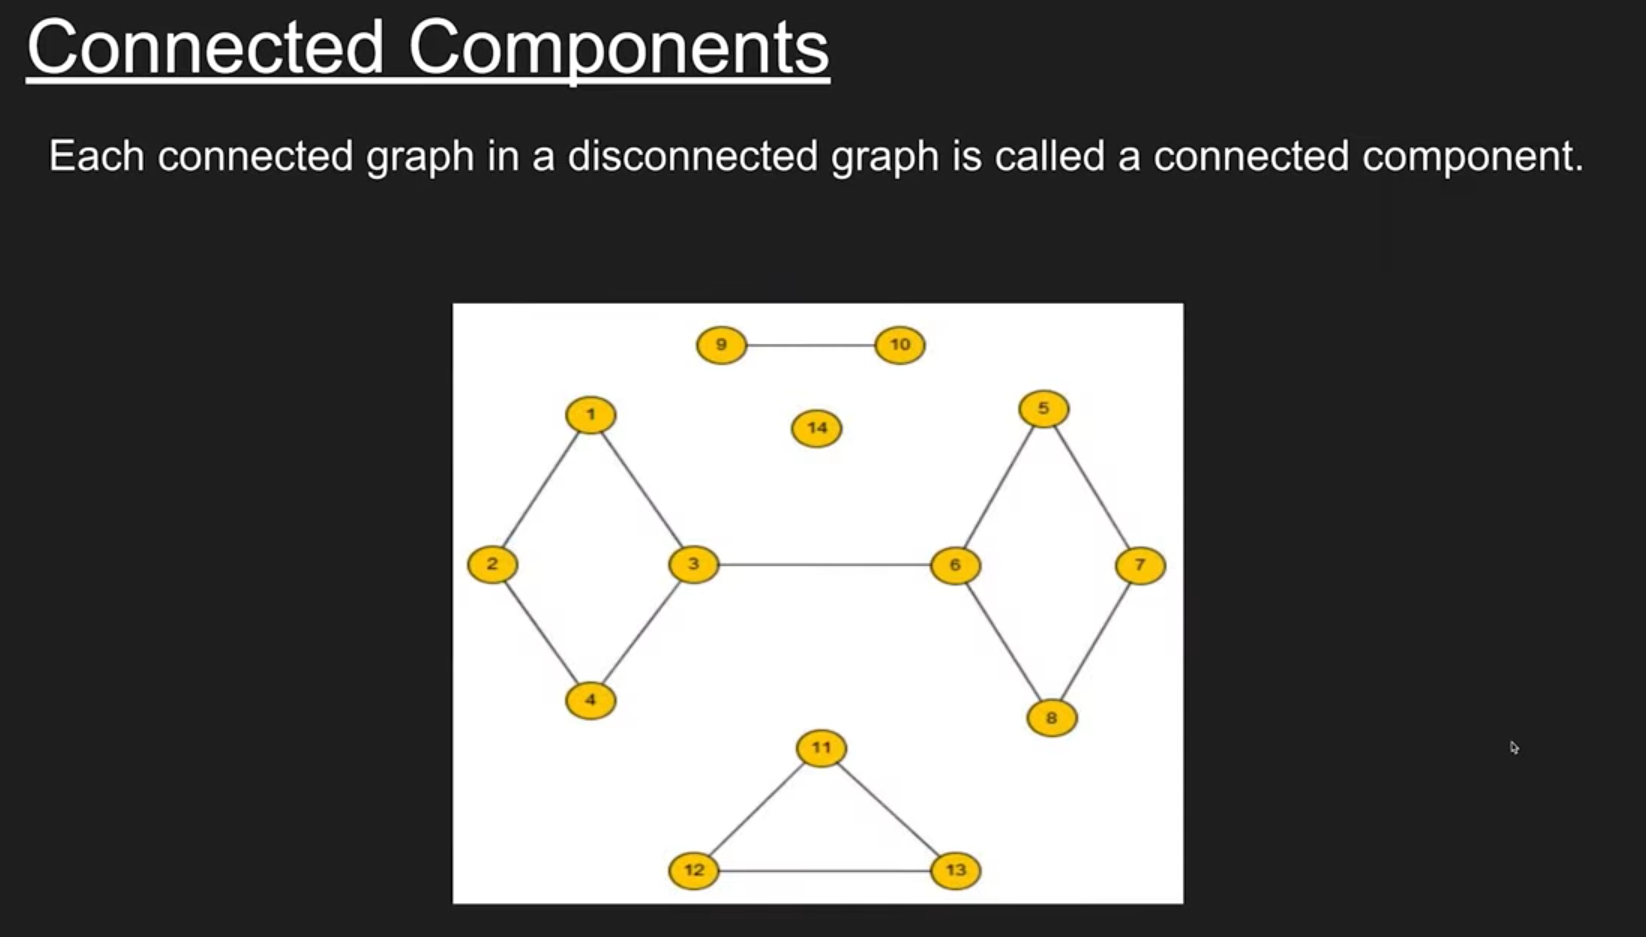 Connected Components
Each connected graph in a disconnected graph is called a connected component.
9 10
1
14
5
2 3 6 7
4
8
11
12 13